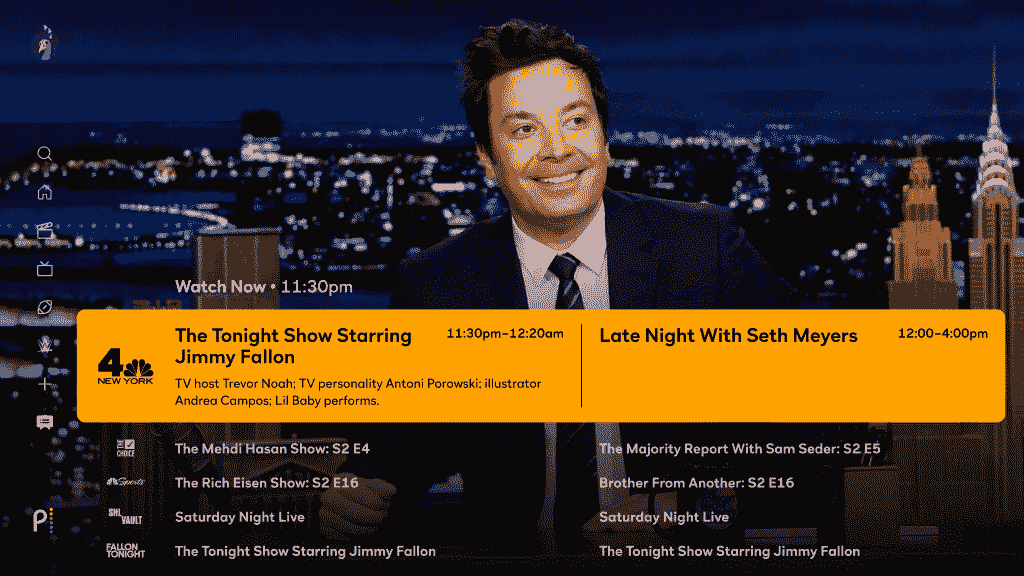 Watch Now • 11:30pm
The Tonight Show Starring
Jimmy Fallon
11:30pm–12:20am
Late Night With Seth Meyers
12:00–4:00pm
4
NEW YORK
TV host Trevor Noah; TV personality Antoni Porowski; illustrator
Andrea Campos; Lil Baby performs.
THE
CHOICE
The Mehdi Hasan Show: S2 E4
The Majority Report With Sam Seder: S2 E5
Sports
The Rich Eisen Show: S2 E16
Brother From Another: S2 E16
SNL
VAULT
Saturday Night Live
Saturday Night Live
FALLON
TONIGHT
The Tonight Show Starring Jimmy Fallon
The Tonight Show Starring Jimmy Fallon
p